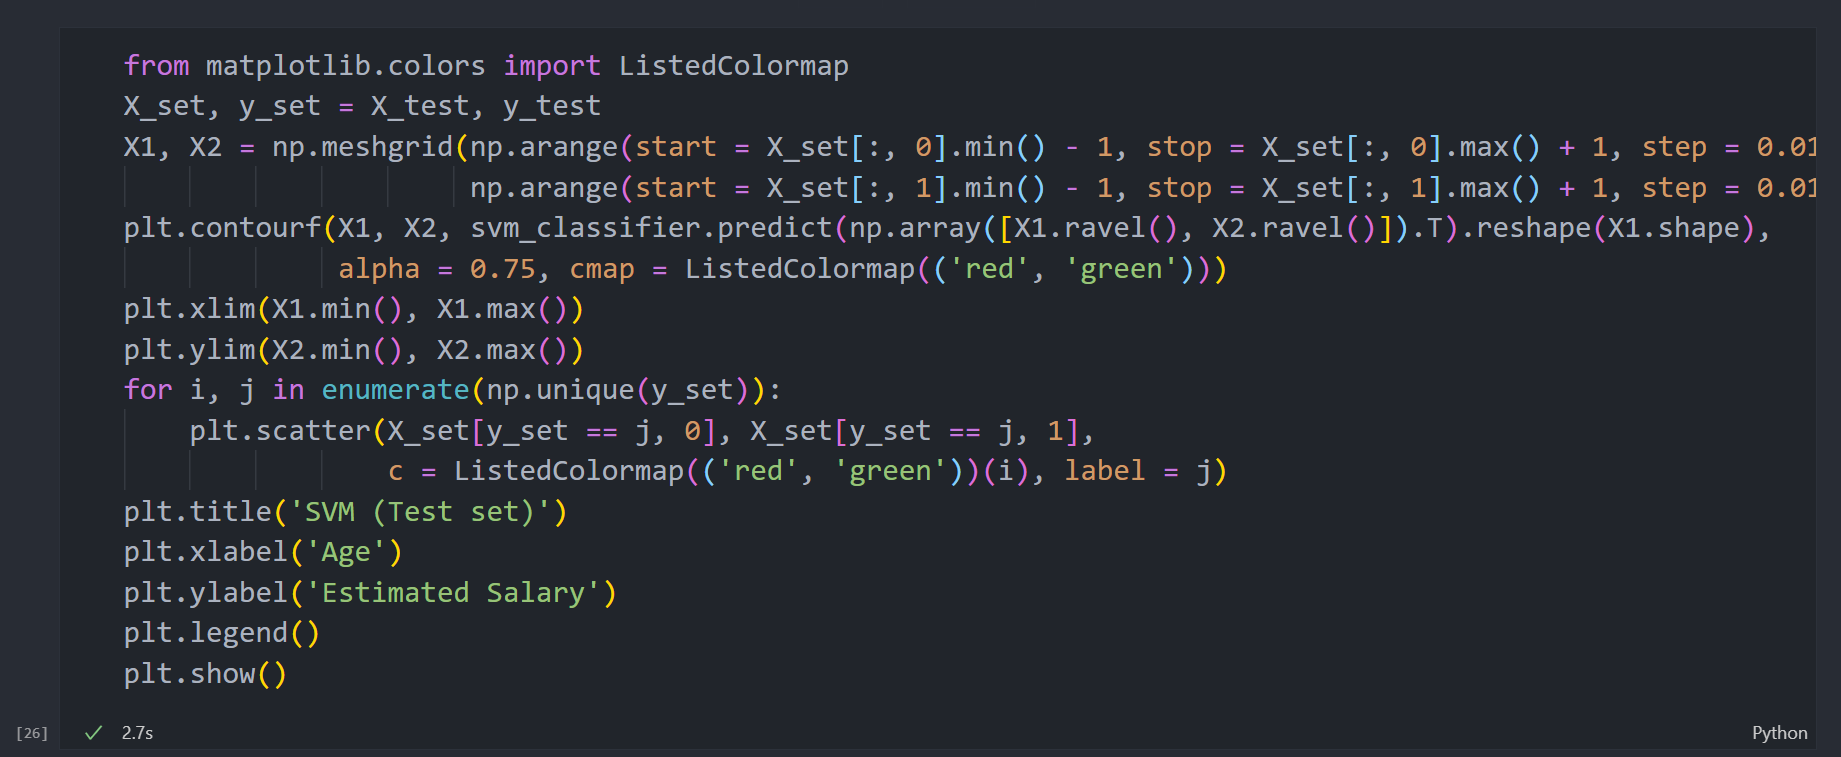 from matplotlib.colors import ListedColormap
X_set, y_set = X_test, y_test
X1, X2 = np.meshgrid(np.arange(start = X_set[:, 0].min() - 1, stop = X_set[:, 0].max() + 1, step = 0.01
np.arange(start = X_set[:, 1].min() - 1, stop = X_set[:, 1].max() + 1, step = 0.01
plt.contourf(X1, X2, svm_classifier.predict(np.array([X1.ravel(), X2.ravel()]).T).reshape(X1.shape),
alpha = 0.75, cmap = ListedColormap(('red', 'green')))
plt.xlim(X1.min(), X1.max())
plt.ylim(X2.min(), X2.max())
for i, j in enumerate(np.unique(y_set)):
plt.scatter(X_set[y_set == j, 0], X_set[y_set == j, 1],
c = ListedColormap(('red', 'green'))(i), label = j)
plt.title('SVM (Test set)')
plt.xlabel('Age')
plt.ylabel('Estimated Salary')
plt.legend()
plt.show()
[26] 2.7s Python